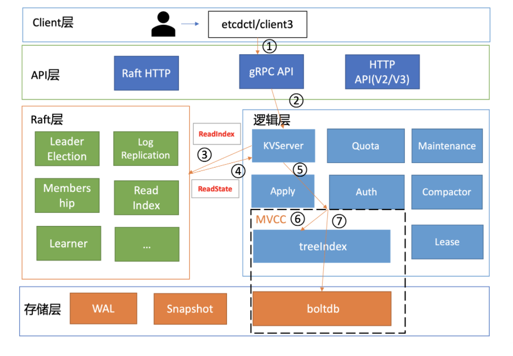 Client层
etcdctl/client3
①
API层
Raft HTTP
gRPC API
HTTP
API(V2/V3)
②
Raft层
逻辑层
Leader
Election
Log
Replication
ReadIndex
③
④
ReadState
KVServer
Quota
Maintenance
⑤
Members
hip
Read
Index
Apply
Auth
Compactor
MVCC
⑥
⑦
Learner
...
treeIndex
Lease
存储层
WAL
Snapshot
boltdb